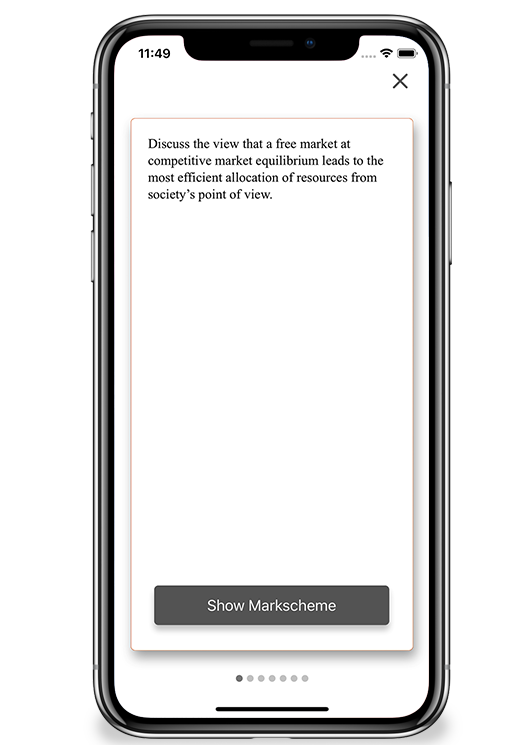 11:49
Discuss the view that a free market at
competitive market equilibrium leads to the
most efficient allocation of resources from
society’s point of view.
Show Markscheme